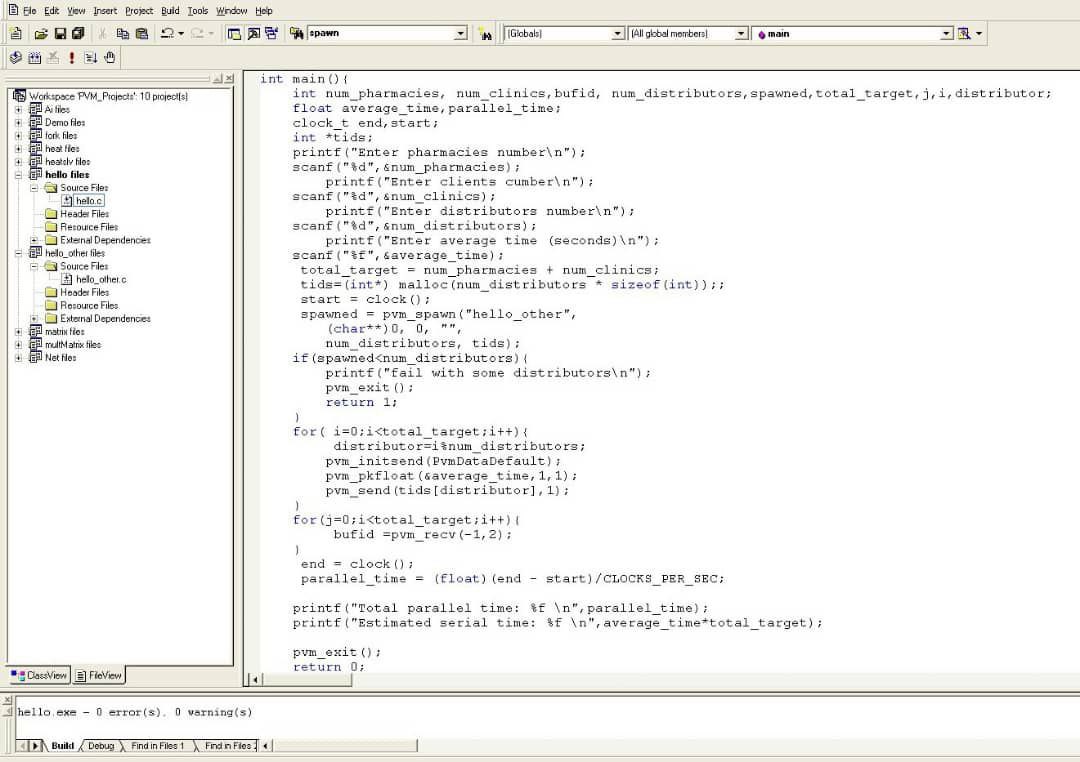 File Edit View Insert Project Build Tools Window Help
spawn (Globals) (All global members) main
Workspace 'PVM_Projects': 10 project(s)
Ai files
Demo files
fork files
heat files
heatslv files
hello files
Source Files
hello.c
Header Files
Resource Files
External Dependencies
hello_other files
Source Files
hello_other.c
Header Files
Resource Files
External Dependencies
matrix files
multMatrix files
Net files
ClassView FileView
int main(){
int num_pharmacies, num_clinics,bufid, num_distributors,spawned,total_target,j,i,distributor;
float average_time,parallel_time;
clock_t end,start;
int *tids;
printf("Enter pharmacies number\n");
scanf("%d",&num_pharmacies);
printf("Enter clients cumber\n");
scanf("%d",&num_clinics);
printf("Enter distributors number\n");
scanf("%d",&num_distributors);
printf("Enter average time (seconds)\n");
scanf("%f",&average_time);
total_target = num_pharmacies + num_clinics;
tids=(int*) malloc(num_distributors * sizeof(int));;
start = clock();
spawned = pvm_spawn("hello_other",
(char**)0, 0, "",
num_distributors, tids);
if(spawned<num_distributors){
printf("fail with some distributors\n");
pvm_exit();
return 1;
}
for( i=0;i<total_target;i++){
distributor=i%num_distributors;
pvm_initsend(PvmDataDefault);
pvm_pkfloat(&average_time,1,1);
pvm_send(tids[distributor],1);
}
for(j=0;i<total_target;i++){
bufid =pvm_recv(-1,2);
}
end = clock();
parallel_time = (float)(end - start)/CLOCKS_PER_SEC;
printf("Total parallel time: %f \n",parallel_time);
printf("Estimated serial time: %f \n",average_time*total_target);
pvm_exit();
return 0;
hello.exe - 0 error(s), 0 warning(s)
Build Debug Find in Files 1 Find in Files